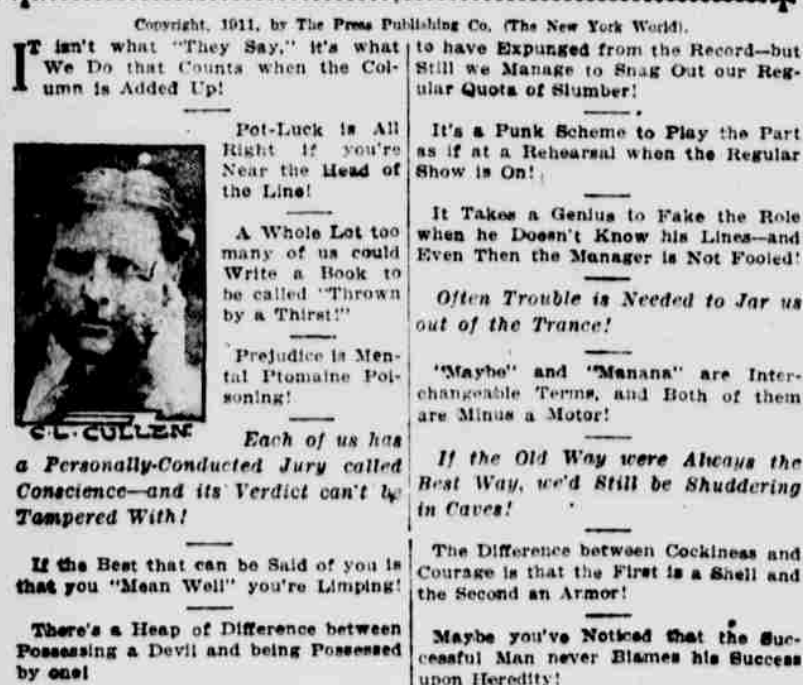 Copyright, 1911, by The Press Publishing Co. (The New York World).
IT isn't what "They Say," it's what
We Do that Counts when the Col-
umn is Added Up!
Pot-Luck is All
Right if you're
Near the Head of
the Line!
A Whole Lot too
many of us could
Write a Book to
be called "Thrown
by a Thirst!"
Prejudice is Men-
tal Ptomaine Poi-
soning!
C.L. CULLEN
Each of us has
a Personally-Conducted Jury called
Conscience—and its Verdict can't be
Tampered With!
If the Best that can be Said of you is
that you "Mean Well" you're Limping!
There's a Heap of Difference between
Possessing a Devil and being Possessed
by one!
to have Expunged from the Record—but
Still we Manage to Snag Out our Reg-
ular Quota of Slumber!
It's a Punk Scheme to Play the Part
as if at a Rehearsal when the Regular
Show is On!
It Takes a Genius to Fake the Role
when he Doesn't Know his Lines—and
Even Then the Manager is Not Fooled!
Often Trouble is Needed to Jar us
out of the Trance!
"Maybe" and "Manana" are Inter-
changeable Terms, and Both of them
are Minus a Motor!
If the Old Way were Always the
Best Way, we'd Still be Shuddering
in Caves!
The Difference between Cockiness and
Courage is that the First is a Shell and
the Second an Armor!
Maybe you've Noticed that the Suc-
cessful Man never Blames his Success
upon Heredity!